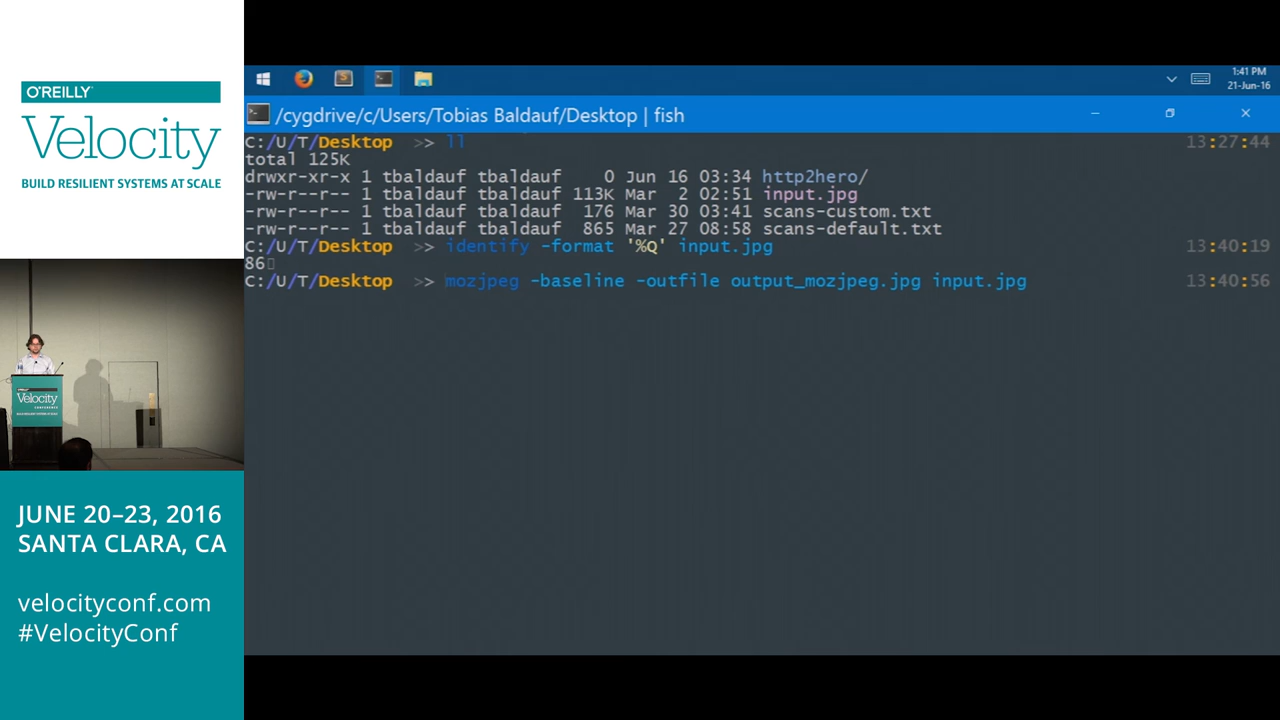 O'REILLY
Velocity
BUILD RESILIENT SYSTEMS AT SCALE
Velocity
CONFERENCE
JUNE 20–23, 2016
SANTA CLARA, CA
velocityconf.com
#VelocityConf
1:41 PM
21-Jun-16
/cygdrive/c/Users/Tobias Baldauf/Desktop | fish
C:/U/T/Desktop >> ll 13:27:44
total 125K
drwxr-xr-x 1 tbaldauf tbaldauf 0 Jun 16 03:34 http2hero/
-rw-r--r-- 1 tbaldauf tbaldauf 113K Mar 2 02:51 input.jpg
-rw-r--r-- 1 tbaldauf tbaldauf 176 Mar 30 03:41 scans-custom.txt
-rw-r--r-- 1 tbaldauf tbaldauf 865 Mar 27 08:58 scans-default.txt
C:/U/T/Desktop >> identify -format '%Q' input.jpg 13:40:19
86
C:/U/T/Desktop >> mozjpeg -baseline -outfile output_mozjpeg.jpg input.jpg 13:40:56